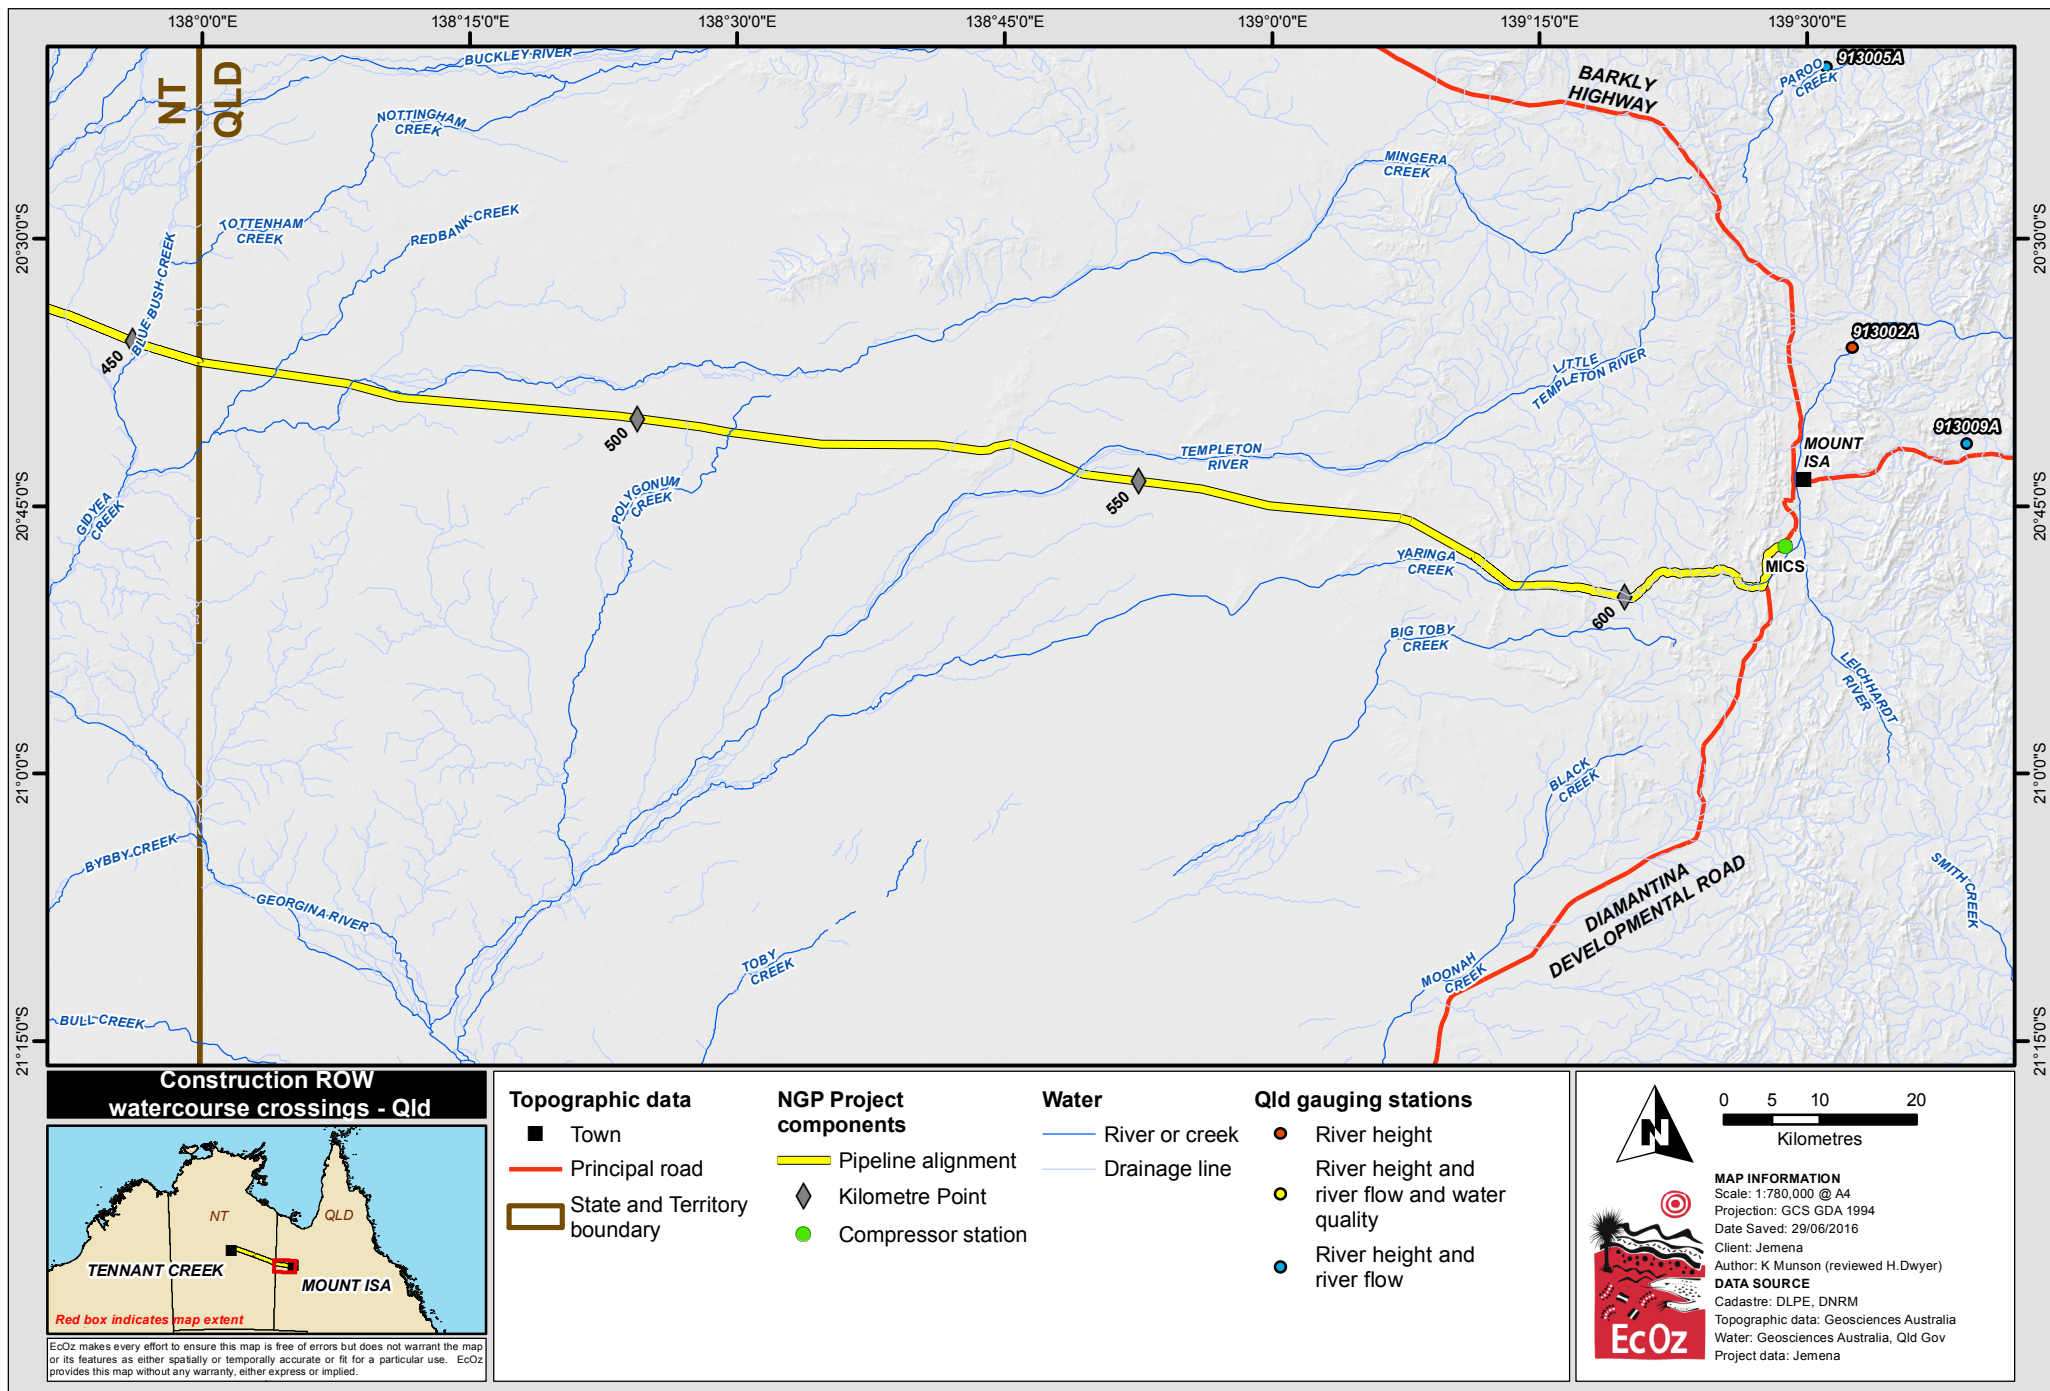 138°0'0"E
138°15'0"E
138°30'0"E
138°45'0"E
139°0'0"E
139°15'0"E
139°30'0"E
20°30'0"S
20°45'0"S
21°0'0"S
21°15'0"S
20°30'0"S
20°45'0"S
21°0'0"S
21°15'0"S
NT
QLD
BUCKLEY RIVER
NOTTINGHAM
CREEK
TOTTENHAM
CREEK
REDBANK CREEK
BLUE BUSH CREEK
MINGERA
CREEK
BARKLY
HIGHWAY
PAROO
CREEK
913005A
913002A
913009A
LITTLE
TEMPLETON RIVER
MOUNT
ISA
TEMPLETON
RIVER
450
500
550
600
GIDYEA
CREEK
POLYGONUM
CREEK
YARINGA
CREEK
MICS
BIG TOBY
CREEK
LEICHHARDT
RIVER
BLACK
CREEK
BYBBY CREEK
GEORGINA RIVER
TOBY
CREEK
MOONAH
CREEK
DIAMANTINA
DEVELOPMENTAL ROAD
SMITH CREEK
BULL CREEK
Construction ROW
watercourse crossings - Qld
NT
QLD
TENNANT CREEK
MOUNT ISA
Red box indicates map extent
EcOz makes every effort to ensure this map is free of errors but does not warrant the map
or its features as either spatially or temporally accurate or fit for a particular use. EcOz
provides this map without any warranty, either express or implied.
Topographic data
Town
Principal road
State and Territory
boundary
NGP Project
components
Pipeline alignment
Kilometre Point
Compressor station
Water
River or creek
Drainage line
Qld gauging stations
River height
River height and
river flow and water
quality
River height and
river flow
N
0 5 10 20
Kilometres
MAP INFORMATION
Scale: 1:780,000 @ A4
Projection: GCS GDA 1994
Date Saved: 29/06/2016
Client: Jemena
Author: K Munson (reviewed H.Dwyer)
DATA SOURCE
Cadastre: DLPE, DNRM
Topographic data: Geosciences Australia
Water: Geosciences Australia, Qld Gov
Project data: Jemena
EcOz